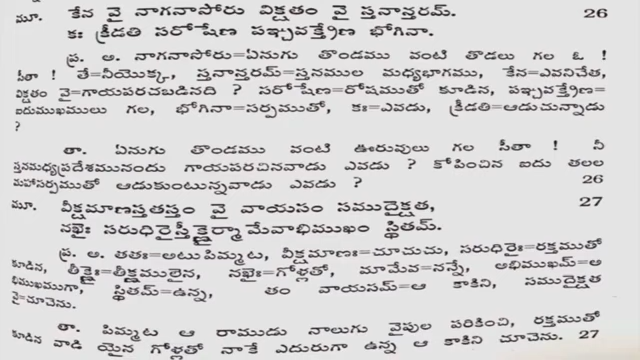 మూ. కేన వై నాగనాసోరు విక్షతం వై స్తనాన్తరమ్. 26
కః క్రీడతి సరోషేణ పఞ్చవక్త్రేణ భోగినా.
ప్ర. అ. నాగనాసోరు=ఏనుగు తొండము వంటి తొడలు గల ఓ !
సీతా ! తే=నీయొక్క, స్తనాన్తరమ్=స్తనముల మధ్యభాగము, కేన=ఎవనిచేత,
విక్షతం వై=గాయపరచబడినది ? సరోషేణ=రోషముతో కూడిన, పఞ్చవక్త్రేణ=
ఐదుముఖములు గల, భోగినా=సర్పముతో, కః=ఎవడు, క్రీడతి=ఆడుచున్నాడు
?
తా. ఏనుగు తొండము వంటి ఊరువులు గల సీతా ! నీ
స్తనమధ్యప్రదేశమునందు గాయపరచినవాడు ఎవడు ? కోపించిన ఐదు తలల
మహాసర్పముతో ఆడుకుంటున్నవాడు ఎవడు ? 26
మూ. వీక్షమాణస్తతస్తం వై వాయసం సముదైక్షత, 27
నఖైః సరుధిరైస్తీక్ష్ణైర్మామేవాభిముఖం స్థితమ్.
ప్ర. అ. తతః=అటుపిమ్మట, వీక్షమాణః=చూచుచు, సరుధిరైః=రక్తముతో
కూడిన, తీక్ష్ణైః=తీక్ష్ణములైన, నఖైః=గోళ్లతో, మామేవ=నన్నే, అభిముఖమ్=అ
భిముఖముగా, స్థితమ్=ఉన్న, తం వాయసమ్=ఆ కాకిని, సముదైక్షత
వై=చూచెను.
తా. పిమ్మట ఆ రాముడు నాలుగు వైపుల పరికించి, రక్తముతో
కూడిన వాడి యైన గోళ్లతో నాకే ఎదురుగా ఉన్న ఆ కాకిని చూచెను. 27